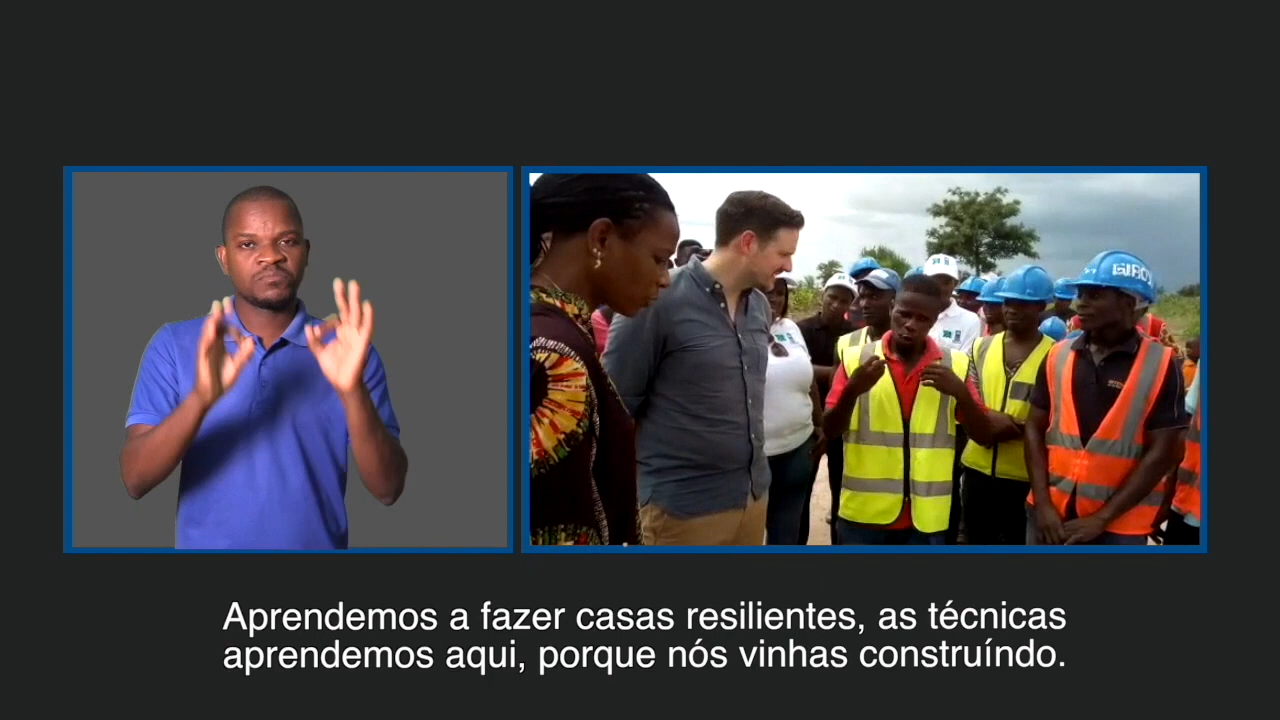 Aprendemos a fazer casas resilientes, as técnicas
aprendemos aqui, porque nós vinhas construíndo.